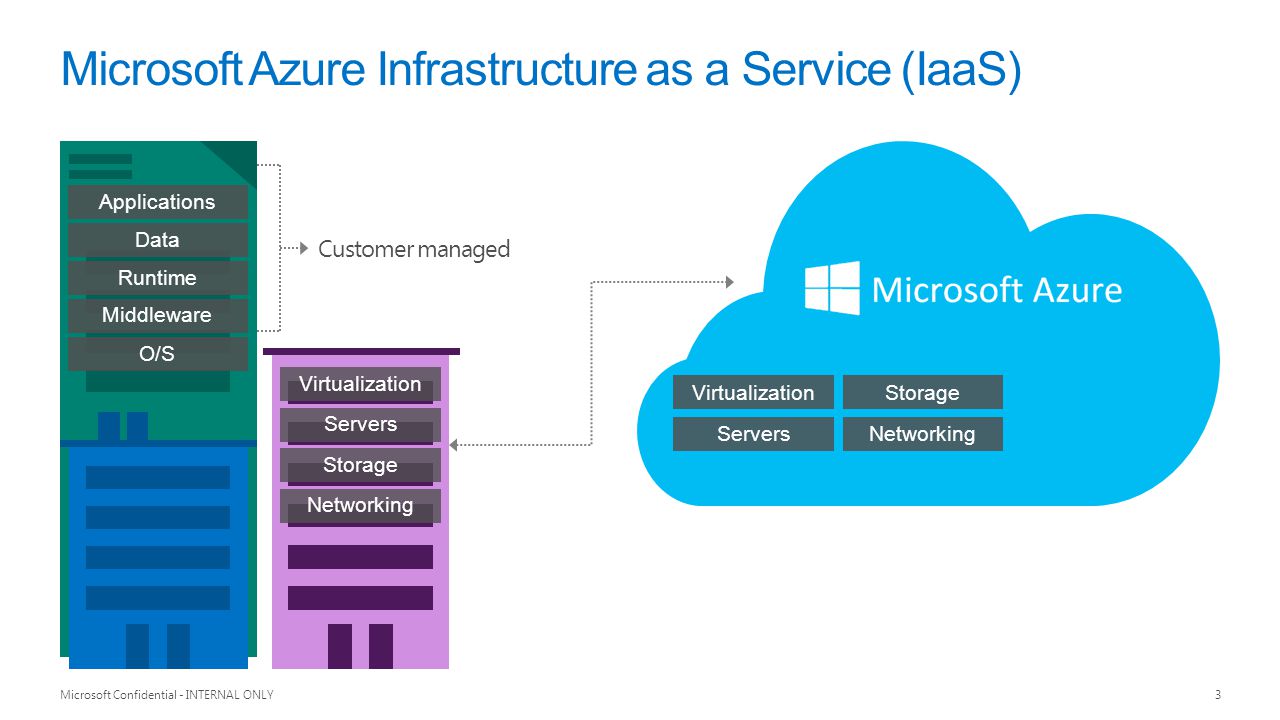 Microsoft Azure Infrastructure as a Service (IaaS)
Applications
Data
Runtime
Middleware
O/S
Customer managed
Virtualization
Servers
Storage
Networking
Microsoft Azure
Virtualization
Storage
Servers
Networking
Microsoft Confidential - INTERNAL ONLY
3